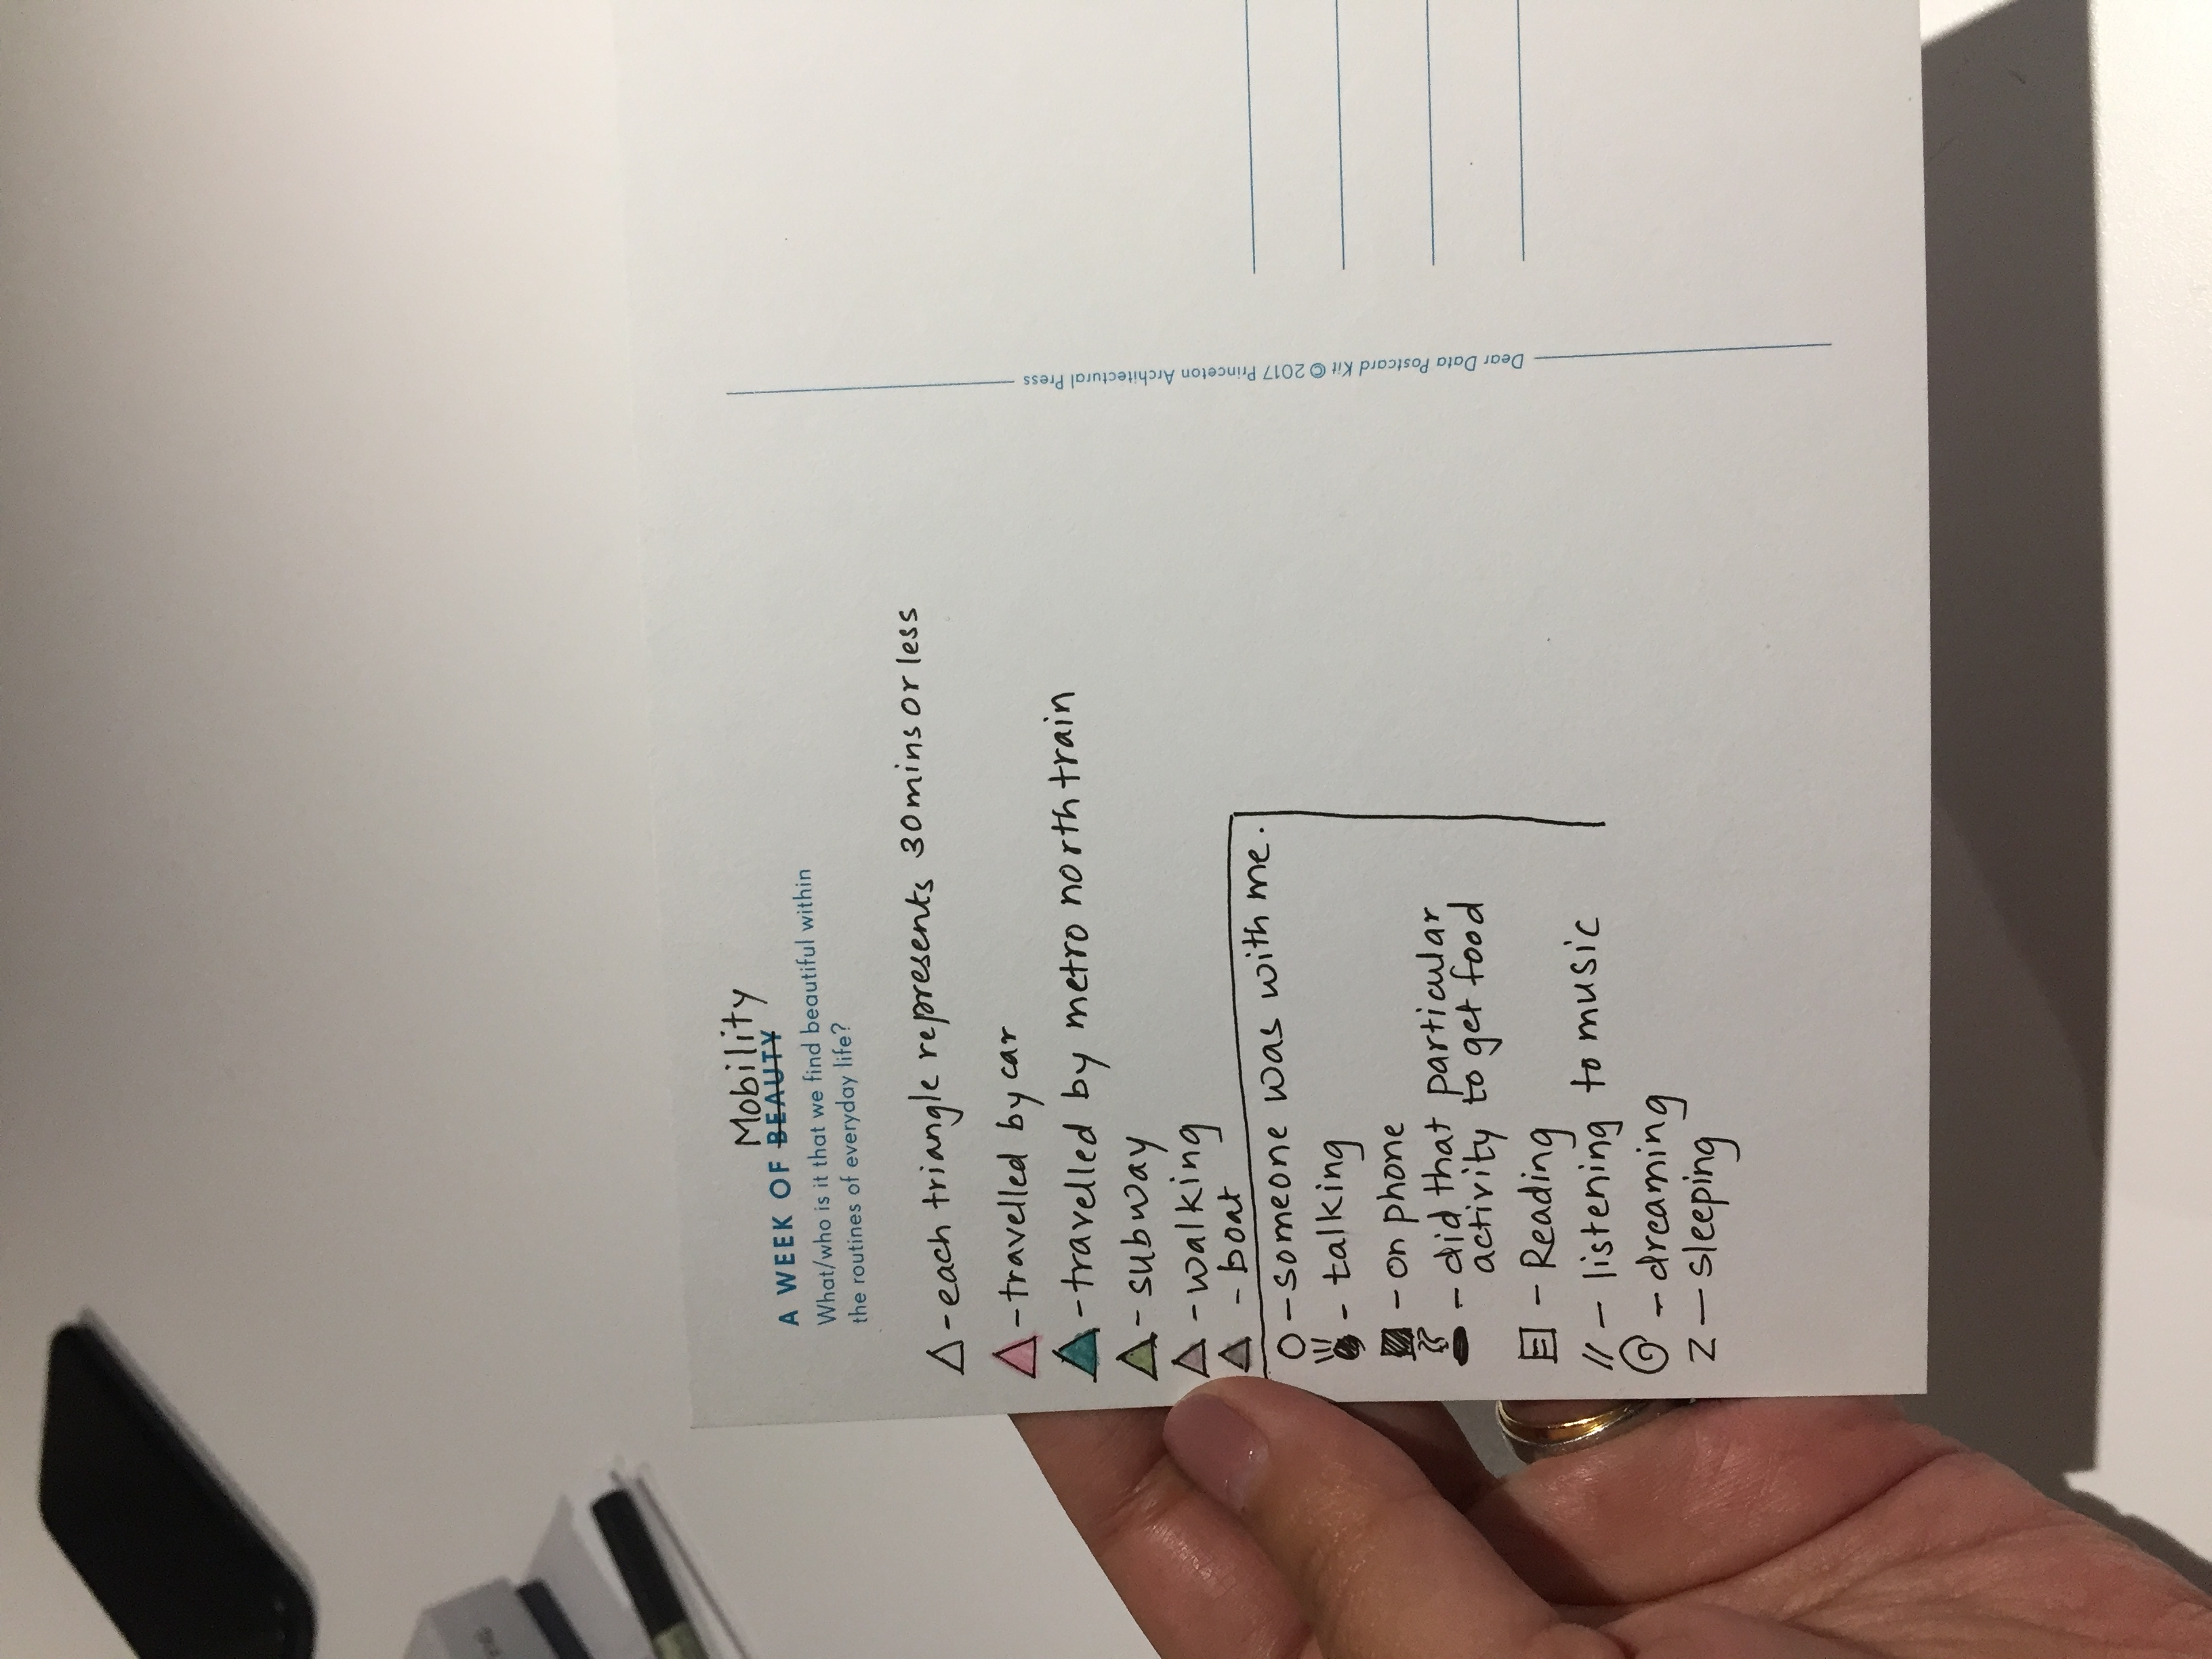 Mobility
A WEEK OF BEAUTY
What/who is it that we find beautiful within
the routines of everyday life?
△ - each triangle represents 30mins or less
△ - travelled by car
△ - travelled by metro north train
△ - subway
△ - walking
△ - boat
O - someone was with me.
- talking
- on phone
- did that particular
activity to get food
- Reading
// - listening to music
- dreaming
Z - sleeping
Dear Data Postcard Kit © 2017 Princeton Architectural Press